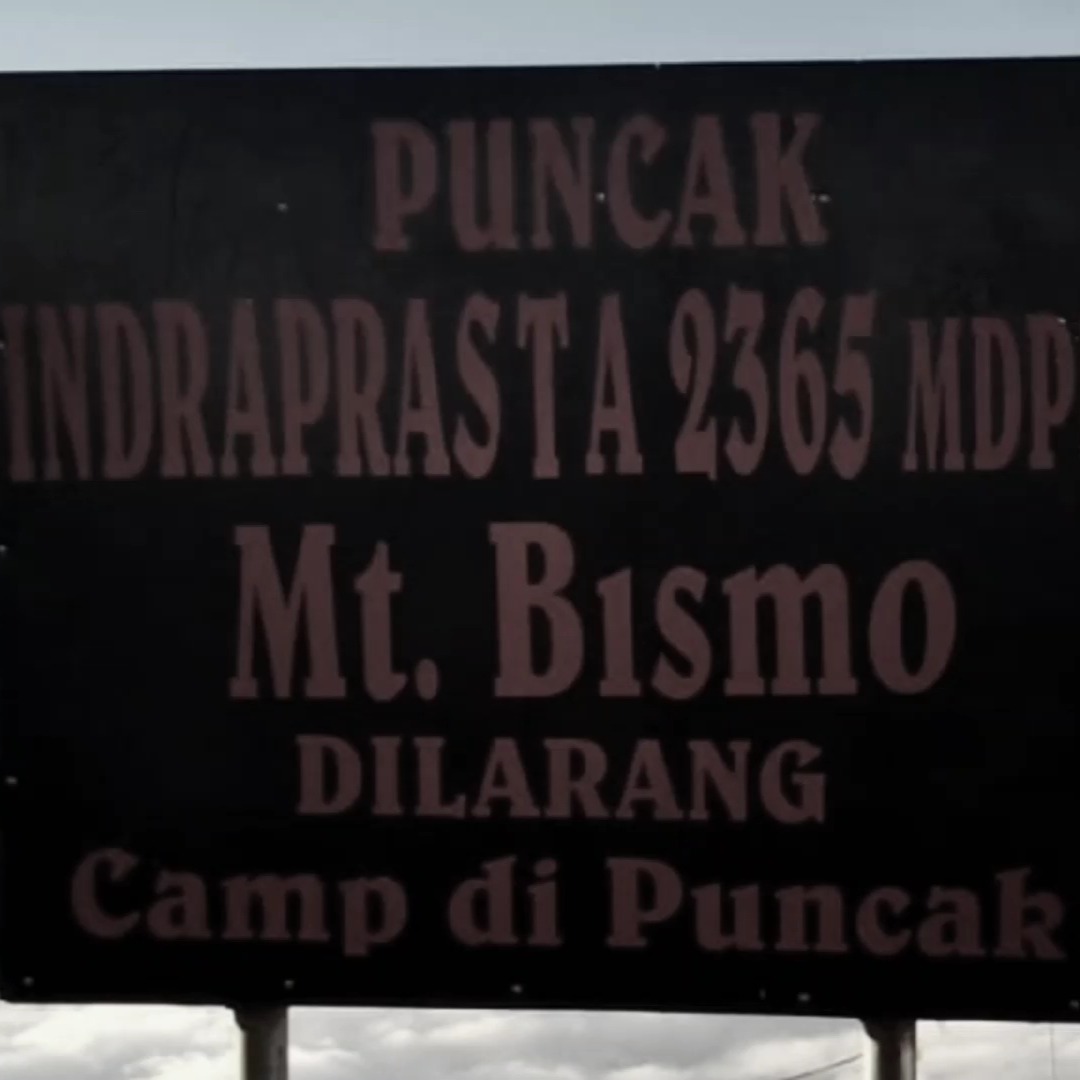 PUNCAK
INDRAPRASTA 2365 MDP
Mt. Bismo
DILARANG
Camp di Puncak